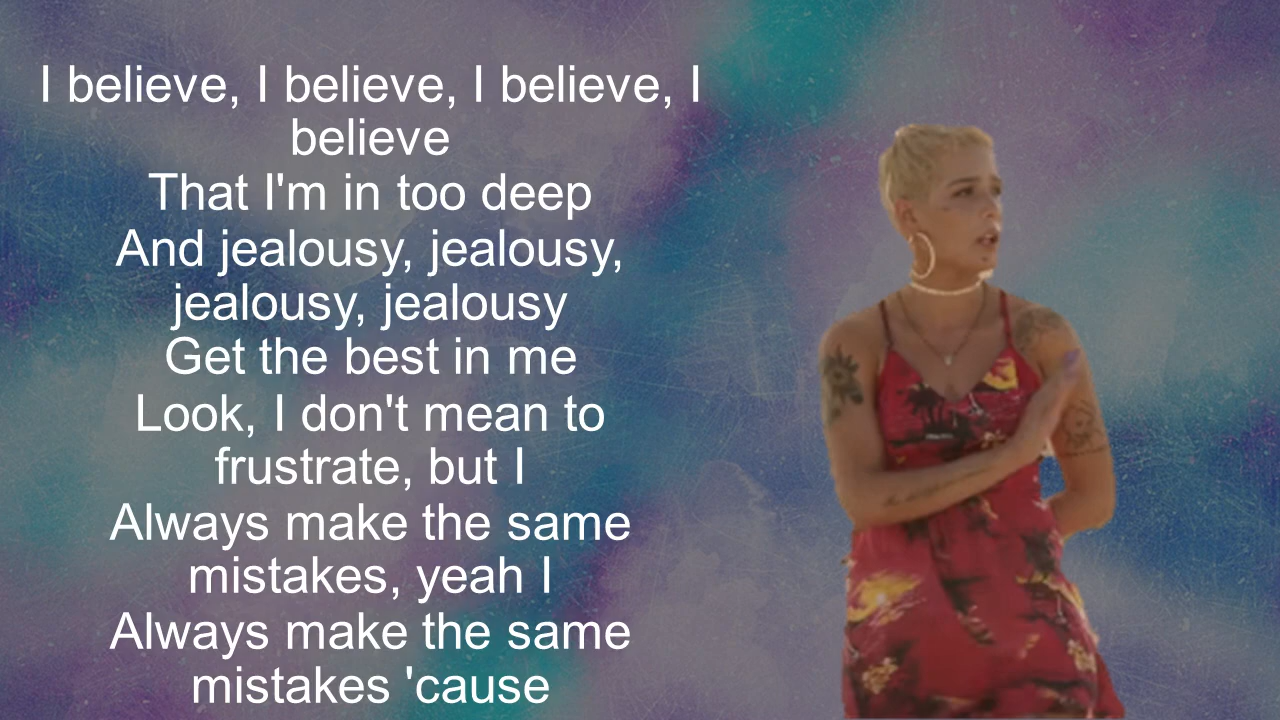 I believe, I believe, I believe, I
believe
That I'm in too deep
And jealousy, jealousy,
jealousy, jealousy
Get the best in me
Look, I don't mean to
frustrate, but I
Always make the same
mistakes, yeah I
Always make the same
mistakes 'cause